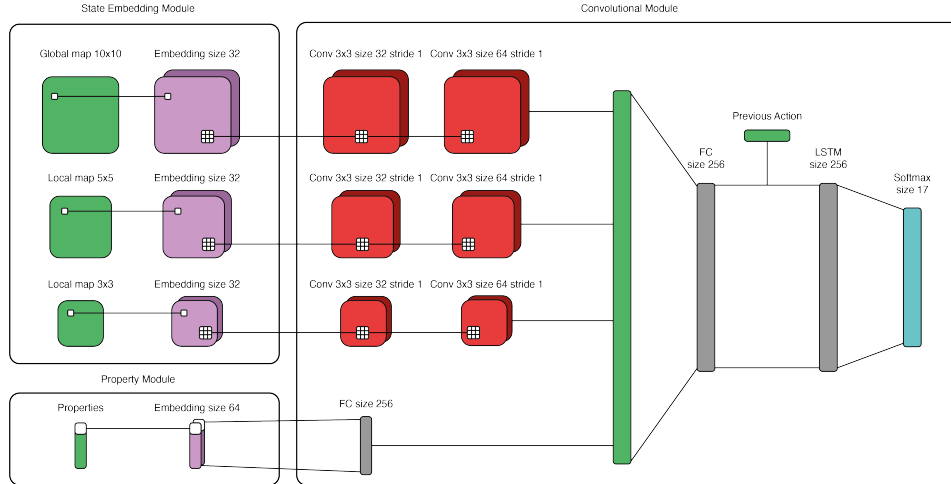 State Embedding Module
Convolutional Module
Global map 10x10
Embedding size 32
Conv 3x3 size 32 stride 1
Conv 3x3 size 64 stride 1
Previous Action
FC
size 256
LSTM
size 256
Softmax
size 17
Local map 5x5
Embedding size 32
Conv 3x3 size 32 stride 1
Conv 3x3 size 64 stride 1
Local map 3x3
Embedding size 32
Conv 3x3 size 32 stride 1
Conv 3x3 size 64 stride 1
Property Module
Properties
Embedding size 64
FC size 256